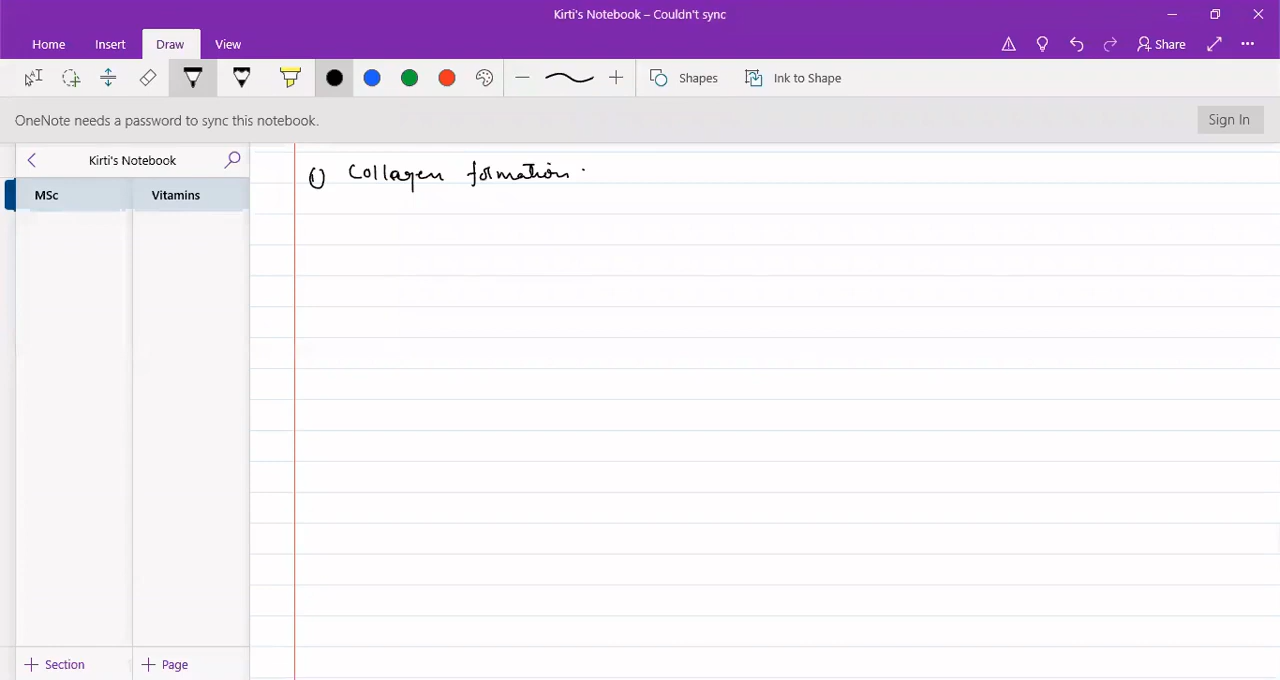 Kirti's Notebook – Couldn't sync
Home Insert Draw View
Share
Shapes Ink to Shape
OneNote needs a password to sync this notebook.
Sign In
Kirti's Notebook
MSc Vitamins
1) Collagen formation
+ Section + Page